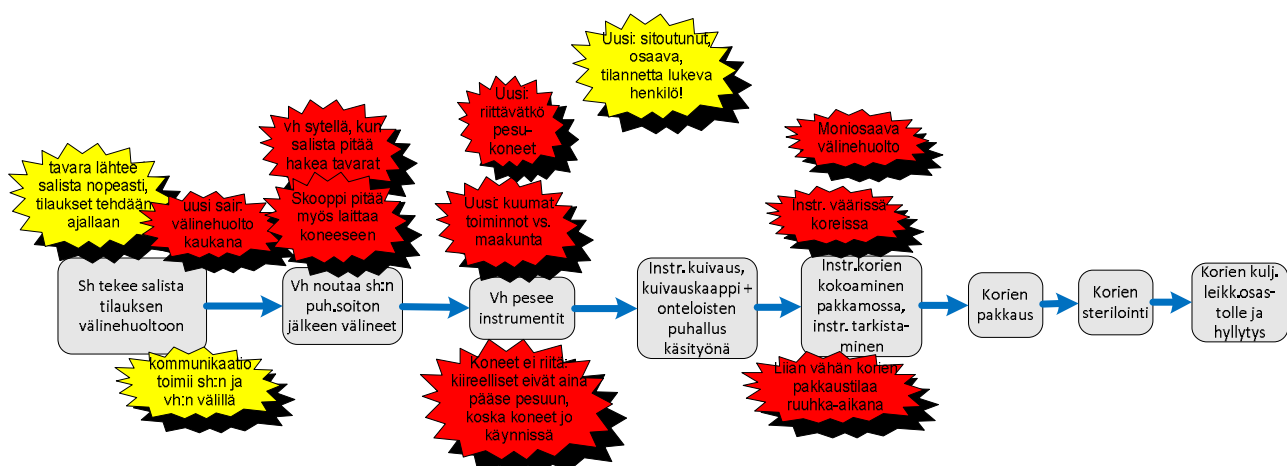 Uusi: sitoutunut,
osaava,
tilannetta lukeva
henkilö!
Uusi:
riittävätkö
pesu-
koneet
vh sytellä, kun
salista pitää
hakea tavarat
Moniosaava
välinehuolto
tavara lähtee
salista nopeasti,
tilaukset tehdään
ajallaan
uusi sair.
välinehuolto
kaukana
Skooppi pitää
myös laittaa
koneeseen
Uusi: kuumat
toiminnot vs.
maakunta
Instr. väärissä
koreissa
Sh tekee salista
tilauksen
välinehuoltoon
Vh noutaa sh:n
puh.soiton
jälkeen välineet
Vh pesee
instrumentit
Instr. kuivaus,
kuivauskaappi +
onteloisten
puhallus
käsityönä
Instr.korien
kokoaminen
pakkamossa,
instr. tarkista-
minen
Korien
pakkaus
Korien
sterilointi
Korien kulj.
leikk.osas-
tolle ja
hyllytys
kommunikaatio
toimii sh:n ja
vh:n välillä
Koneet ei riitä:
kiireelliset eivät aina
pääse pesuun,
koska koneet jo
käynnissä
Liian vähän korien
pakkaustilaa
ruuhka-aikana